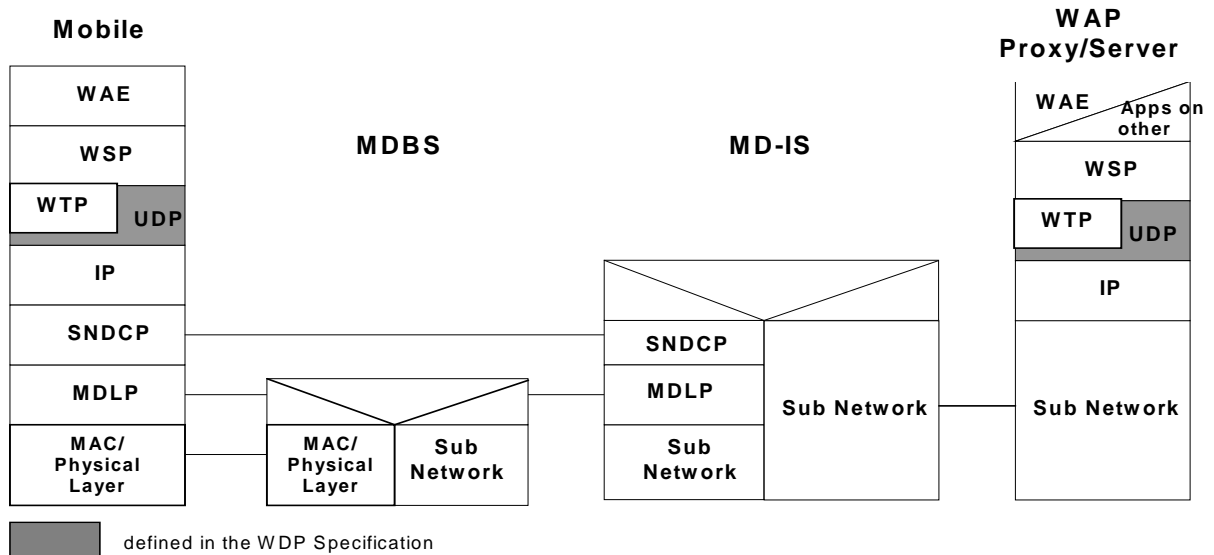 Mobile
WAE
WSP
WTP
UDP
IP
SNDCP
MDLP
MAC/
Physical
Layer
MDBS
MAC/
Physical
Layer
Sub
Network
MD-IS
SNDCP
MDLP
Sub
Network
Sub Network
WAP
Proxy/Server
WAE
Apps on
other
WSP
WTP
UDP
IP
Sub Network
defined in the WDP Specification